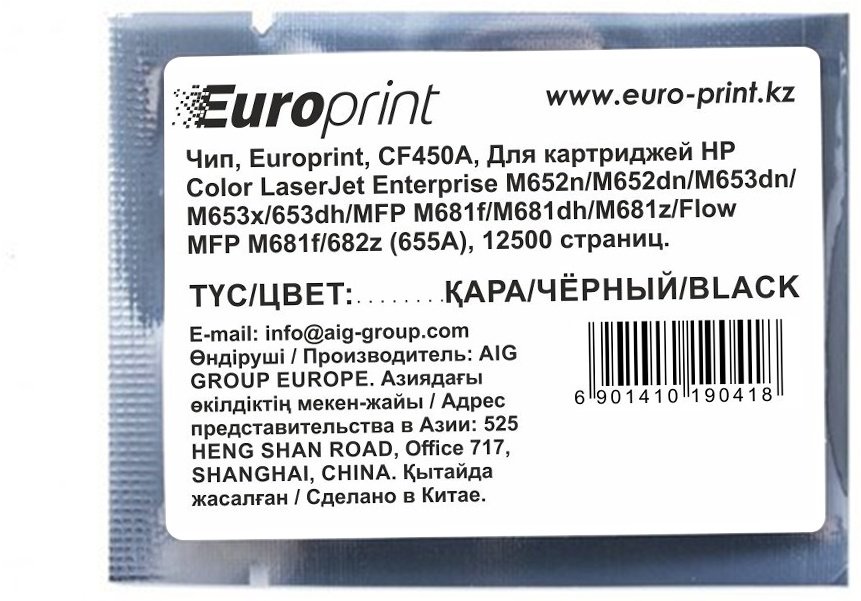 Europrint
www.euro-print.kz
Чип, Europrint, CF450A, Для картриджей HP
Color LaserJet Enterprise M652n/M652dn/M653dn/
M653x/653dh/MFP M681f/M681dh/M681z/Flow
MFP M681f/682z (655A), 12500 страниц.
ТҮС/ЦВЕТ:........ҚАРА/ЧЁРНЫЙ/BLACK
E-mail: info@aig-group.com
Өндіруші / Производитель: AIG
GROUP EUROPE. Азиядағы
өкілдіктің мекен-жайы / Адрес
представительства в Азии: 525
HENG SHAN ROAD, Office 717,
SHANGHAI, CHINA. Қытайда
жасалған / Сделано в Китае.
6 901410 190418